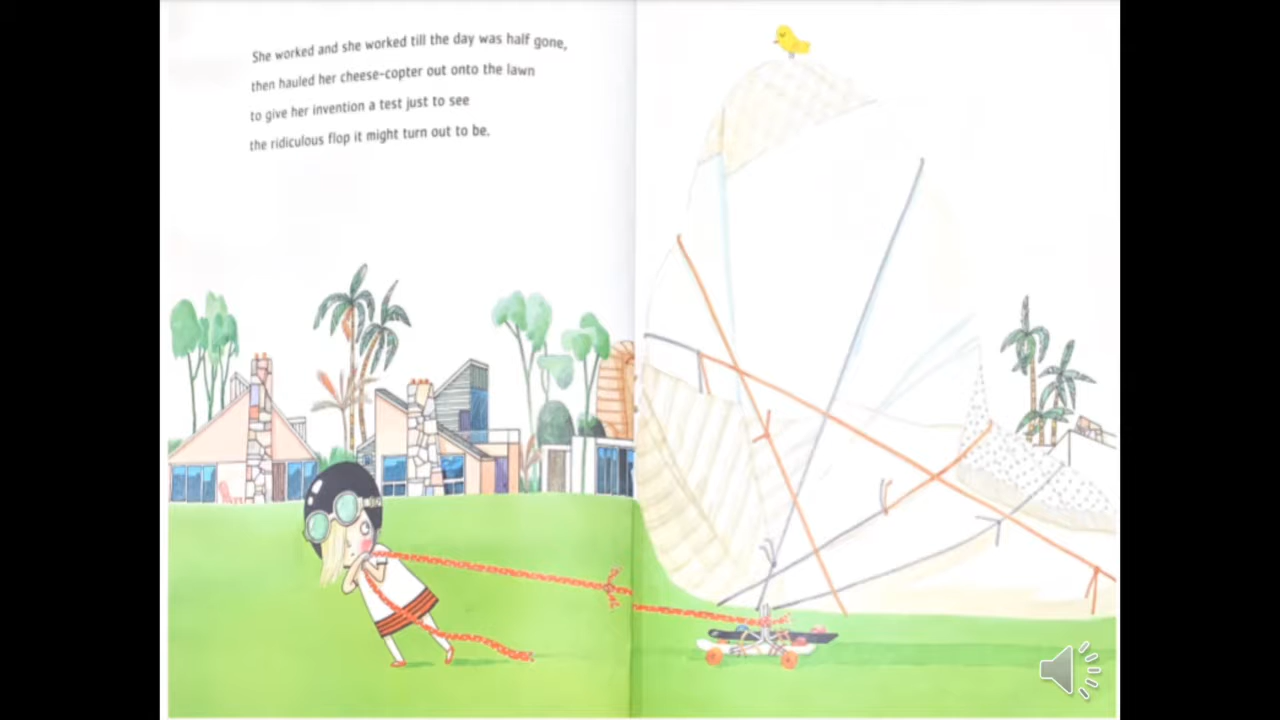 She worked and she worked till the day was half gone,
then hauled her cheese-copter out onto the lawn
to give her invention a test just to see
the ridiculous flop it might turn out to be.